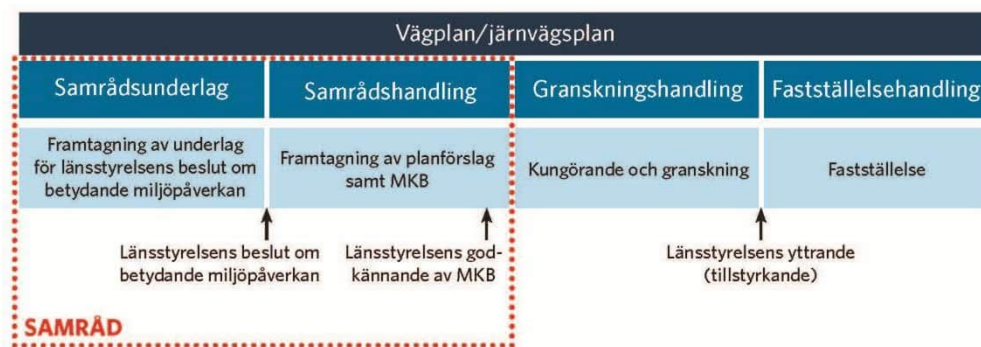 Vägplan/järnvägsplan
Samrådsunderlag
Samrådshandling
Granskningshandling
Fastställelsehandling
Framtagning av underlag
för länsstyrelsens beslut om
betydande miljöpåverkan
Framtagning av planförslag
samt MKB
Kungörande och granskning
Fastställelse
Länsstyrelsens beslut om
betydande miljöpåverkan
Länsstyrelsens god-
kännande av MKB
Länsstyrelsens yttrande
(tillstyrkande)
SAMRÅD